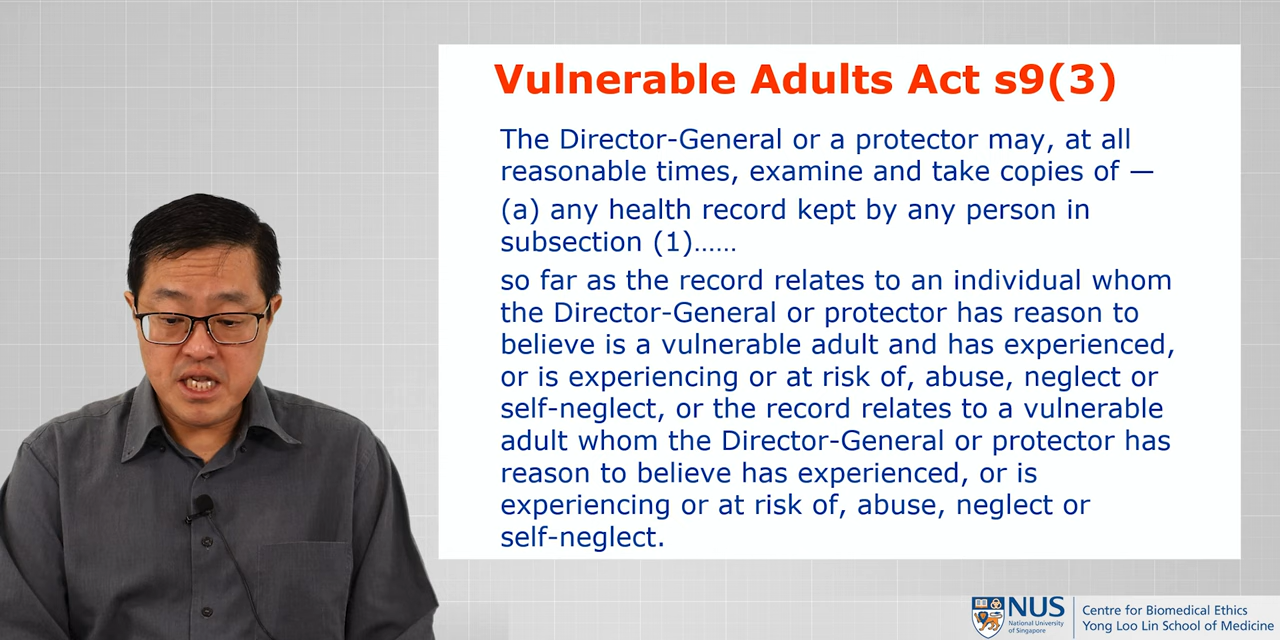 Vulnerable Adults Act s9(3)
The Director-General or a protector may, at all
reasonable times, examine and take copies of —
(a) any health record kept by any person in
subsection (1)……
so far as the record relates to an individual whom
the Director-General or protector has reason to
believe is a vulnerable adult and has experienced,
or is experiencing or at risk of, abuse, neglect or
self-neglect, or the record relates to a vulnerable
adult whom the Director-General or protector has
reason to believe has experienced, or is
experiencing or at risk of, abuse, neglect or
self-neglect.
NUS
National University
of Singapore
Centre for Biomedical Ethics
Yong Loo Lin School of Medicine